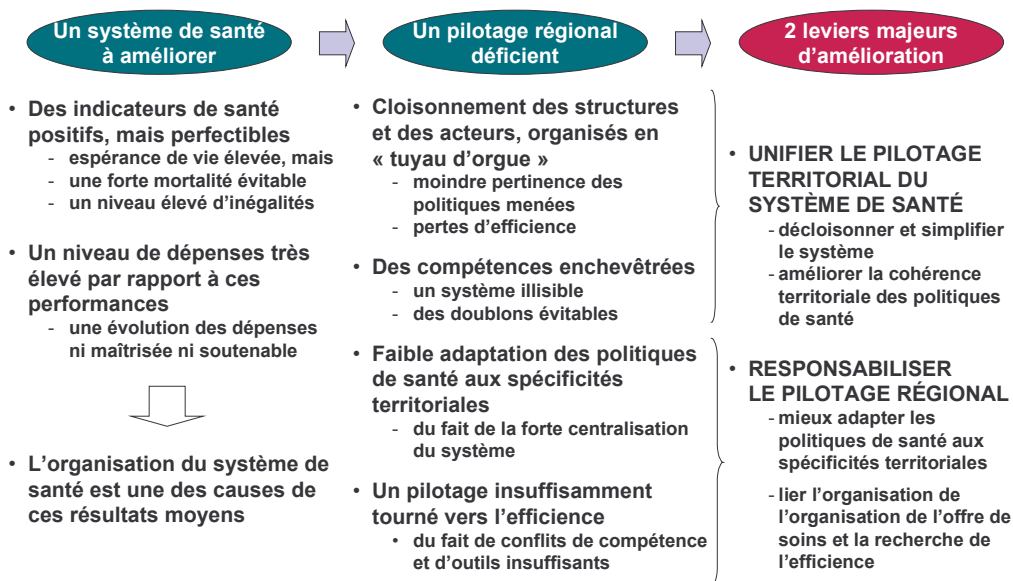 Un système de santé
à améliorer
• Des indicateurs de santé
positifs, mais perfectibles
- espérance de vie élevée, mais
- une forte mortalité évitable
- un niveau élevé d'inégalités
• Un niveau de dépenses très
élevé par rapport à ces
performances
- une évolution des dépenses
ni maîtrisée ni soutenable
• L'organisation du système de
santé est une des causes de
ces résultats moyens
Un pilotage régional
déficient
• Cloisonnement des structures
et des acteurs, organisés en
« tuyau d'orgue »
- moindre pertinence des
politiques menées
- pertes d'efficience
• Des compétences enchevêtrées
- un système illisible
- des doublons évitables
• Faible adaptation des politiques
de santé aux spécificités
territoriales
- du fait de la forte centralisation
du système
• Un pilotage insuffisamment
tourné vers l'efficience
• du fait de conflits de compétence
et d'outils insuffisants
2 leviers majeurs
d'amélioration
• UNIFIER LE PILOTAGE
TERRITORIAL DU
SYSTÈME DE SANTÉ
- décloisonner et simplifier
le système
- améliorer la cohérence
territoriale des politiques
de santé
• RESPONSABILISER
LE PILOTAGE RÉGIONAL
- mieux adapter les
politiques de santé aux
spécificités territoriales
- lier l'organisation de
l'organisation de l'offre de
soins et la recherche de
l'efficience